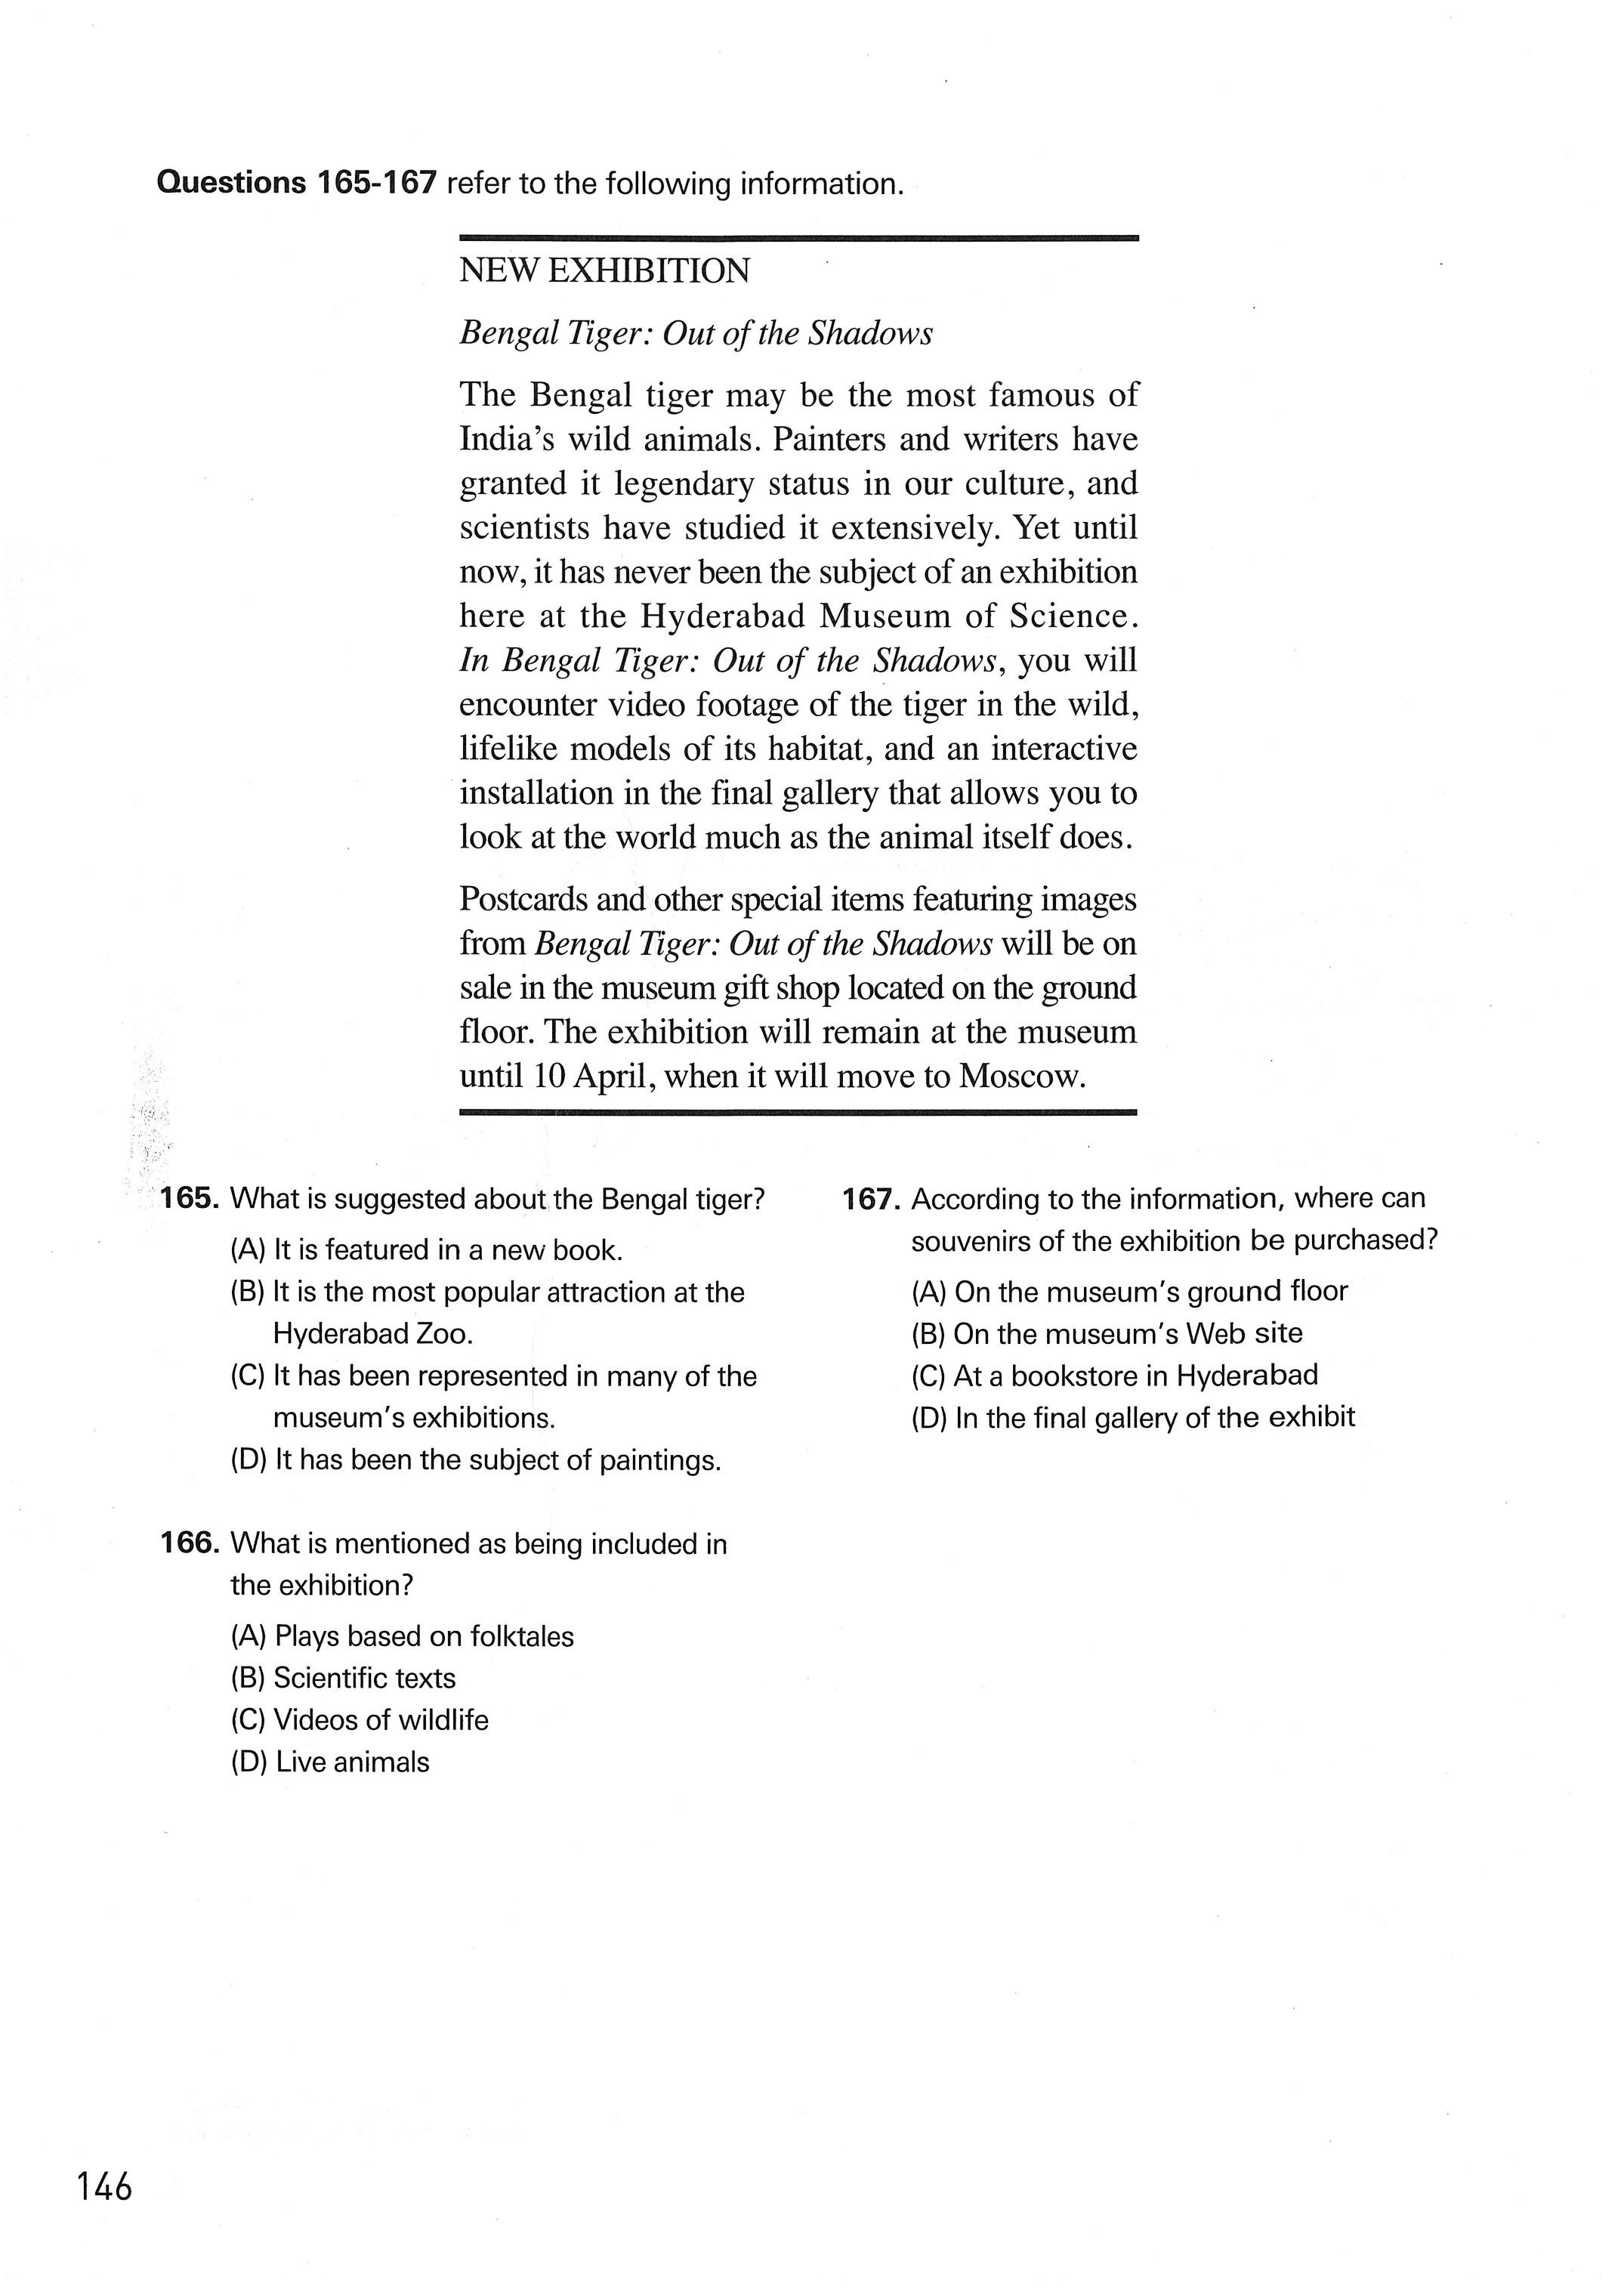 Questions 165-167 refer to the following information.
NEW EXHIBITION
Bengal Tiger: Out of the Shadows
The Bengal tiger may be the most famous of
India's wild animals. Painters and writers have
granted it legendary status in our culture, and
scientists have studied it extensively. Yet until
now, it has never been the subject of an exhibition
here at the Hyderabad Museum of Science.
In Bengal Tiger: Out of the Shadows, you will
encounter video footage of the tiger in the wild,
lifelike models of its habitat, and an interactive
installation in the final gallery that allows you to
look at the world much as the animal itself does.
Postcards and other special items featuring images
from Bengal Tiger: Out of the Shadows will be on
sale in the museum gift shop located on the ground
floor. The exhibition will remain at the museum
until 10 April, when it will move to Moscow.
165. What is suggested about the Bengal tiger?
(A) It is featured in a new book.
(B) It is the most popular attraction at the
Hyderabad Zoo.
(C) It has been represented in many of the
museum's exhibitions.
(D) It has been the subject of paintings.
166. What is mentioned as being included in
the exhibition?
(A) Plays based on folktales
(B) Scientific texts
(C) Videos of wildlife
(D) Live animals
167. According to the information, where can
souvenirs of the exhibition be purchased?
(A) On the museum's ground floor
(B) On the museum's Web site
(C) At a bookstore in Hyderabad
(D) In the final gallery of the exhibit
146